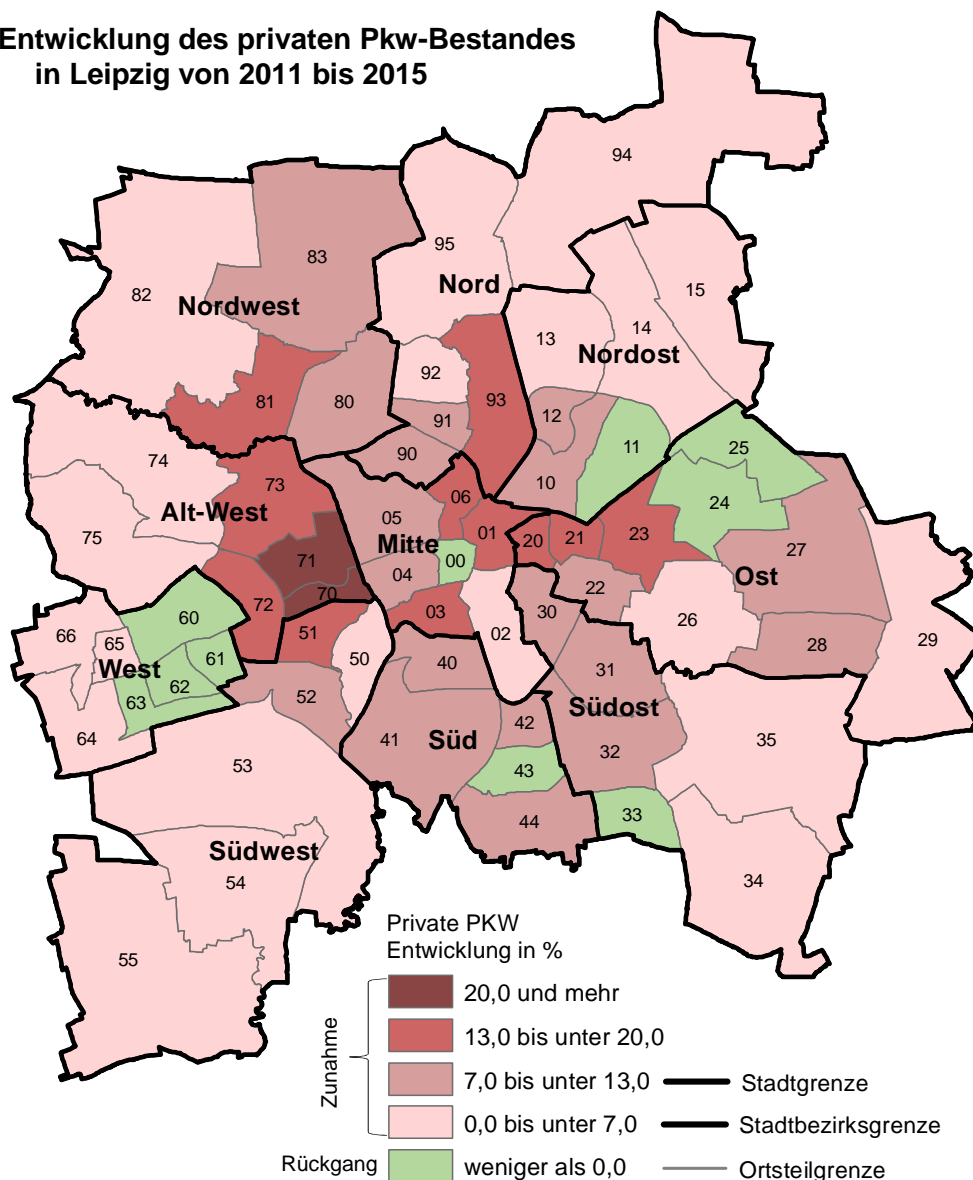 Entwicklung des privaten Pkw-Bestandes
in Leipzig von 2011 bis 2015
94
95
83
82
15
14
13
Nord
Nordwest
Nordost
92
93
81
80
12
91
11
25
90
74
73
10
06
24
05
Alt-West
01
20
21
23
75
Mitte
27
71
00
04
Ost
70
22
72
03
30
60
26
51
02
66
65
50
61
40
31
28
29
West
62
63
52
Südost
42
64
41
Süd
35
32
53
43
33
44
Südwest
54
34
55
Private PKW
Entwicklung in %
Zunahme
20,0 und mehr
13,0 bis unter 20,0
7,0 bis unter 13,0
0,0 bis unter 7,0
Rückgang
weniger als 0,0
Stadtgrenze
Stadtbezirksgrenze
Ortsteilgrenze